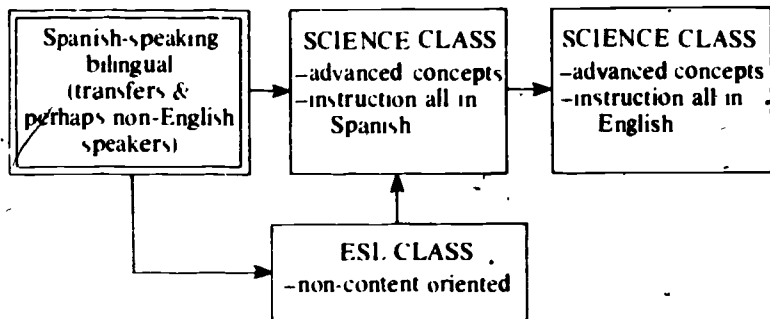 Spanish-speaking
bilingual
(transfers &
perhaps non-English
speakers)
SCIENCE CLASS
–advanced concepts
–instruction all in
Spanish
SCIENCE CLASS
–advanced concepts
–instruction all in
English
ESL CLASS
–non-content oriented